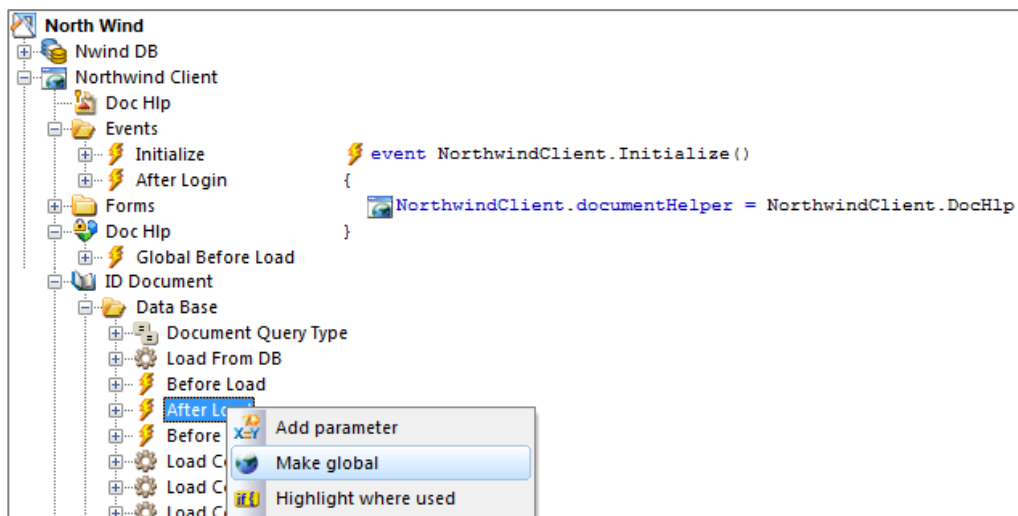 North Wind
Nwind DB
Northwind Client
Doc Hlp
Events
Initialize
event NorthwindClient.Initialize()
After Login
{
Forms
NorthwindClient.documentHelper = NorthwindClient.DocHlp
Doc Hlp
}
Global Before Load
ID Document
Data Base
Document Query Type
Load From DB
Before Load
After
Add parameter
Before
Load
Make global
Load
Highlight where used
Load